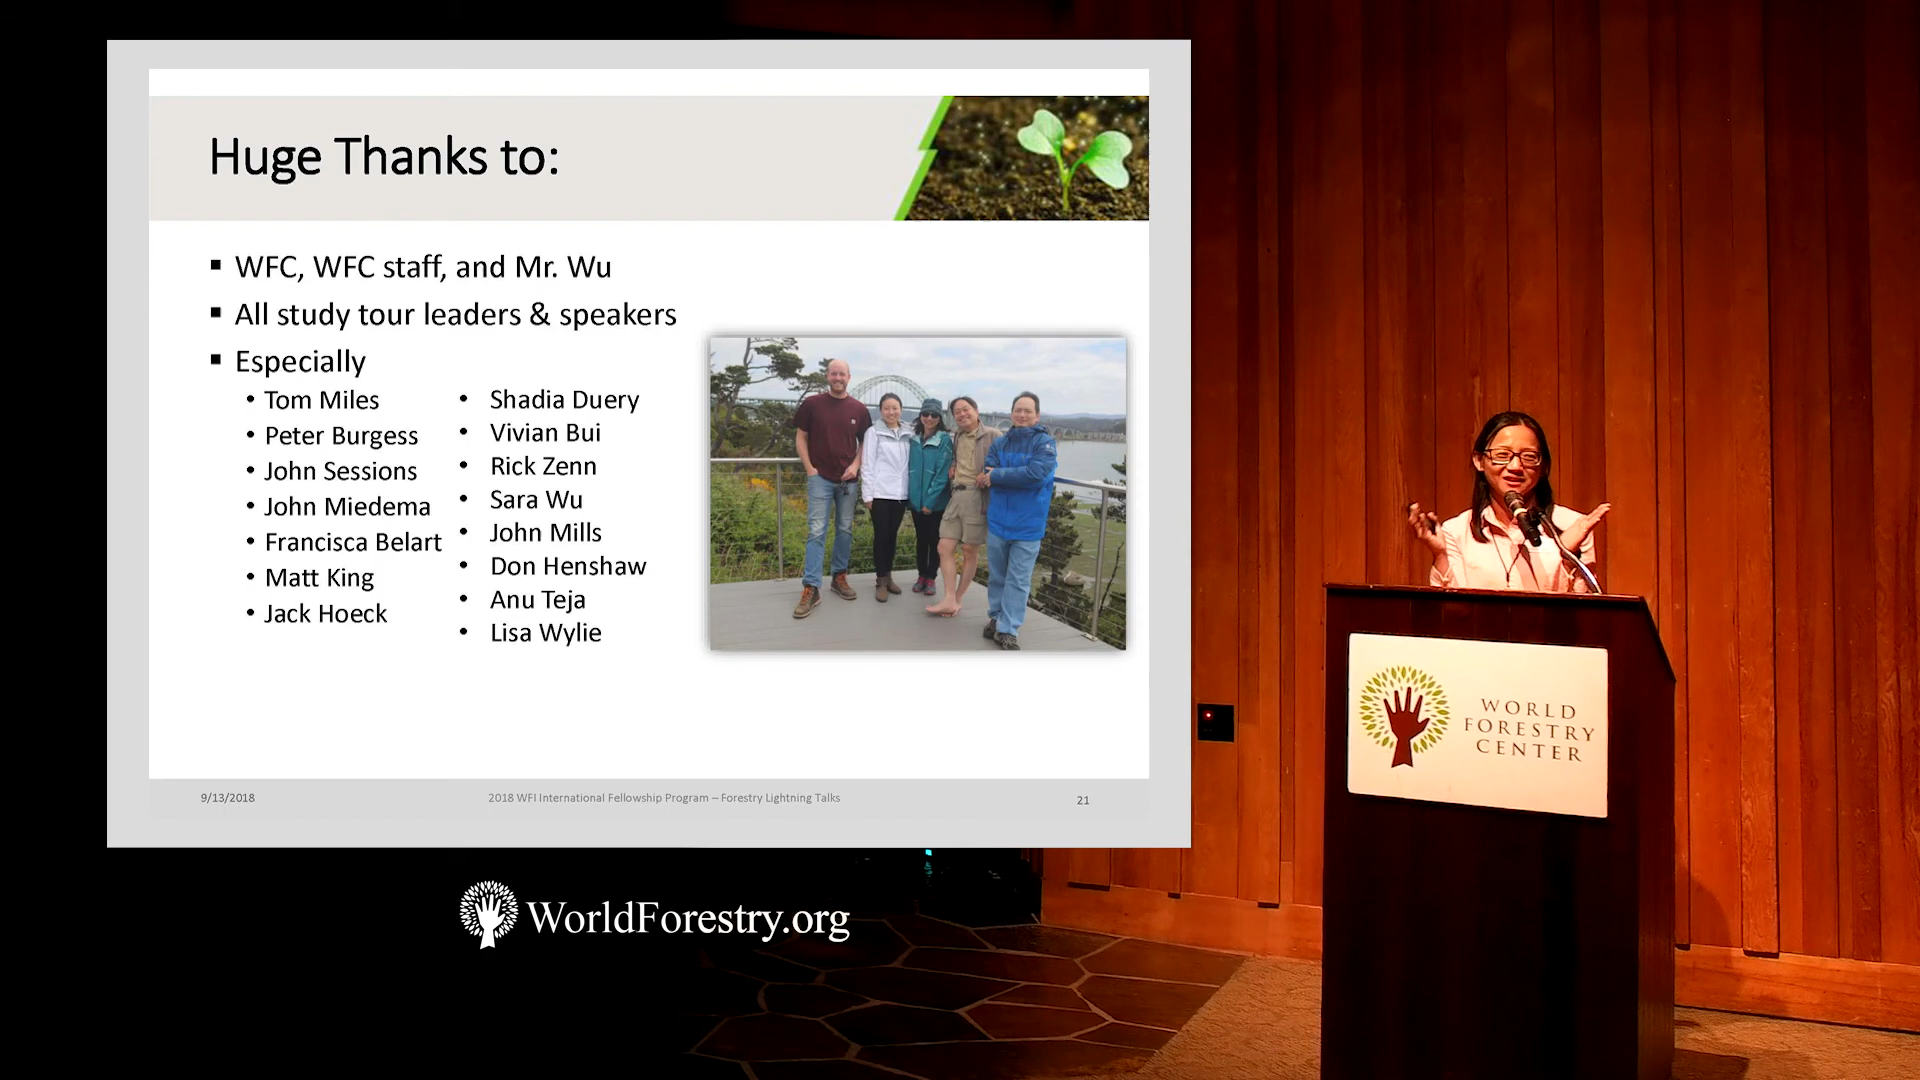 Huge Thanks to:
▪ WFC, WFC staff, and Mr. Wu
▪ All study tour leaders & speakers
▪ Especially
• Tom Miles
• Peter Burgess
• John Sessions
• John Miedema
• Francisca Belart
• Matt King
• Jack Hoeck
• Shadia Duery
• Vivian Bui
• Rick Zenn
• Sara Wu
• John Mills
• Don Henshaw
• Anu Teja
• Lisa Wylie
9/13/2018
2018 WFI International Fellowship Program – Forestry Lightning Talks
21
WorldForestry.org
WORLD
FORESTRY
CENTER